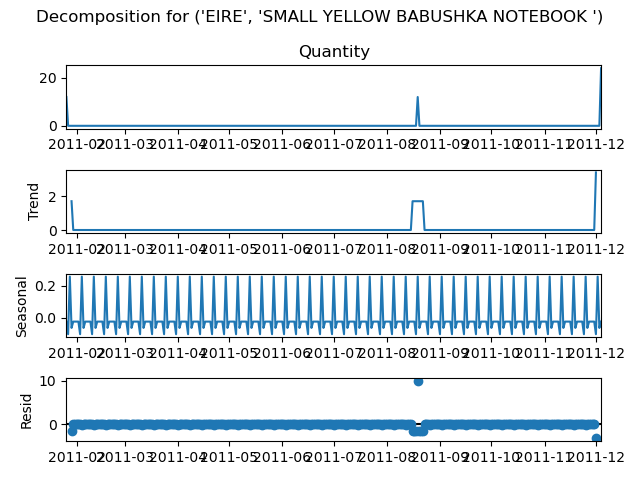 Decomposition for ('EIRE', 'SMALL YELLOW BABUSHKA NOTEBOOK ')
Quantity
20
0
2011-02 2011-03 2011-04 2011-05 2011-06 2011-07 2011-08 2011-09 2011-10 2011-11 2011-12
Trend
2
0
2011-02 2011-03 2011-04 2011-05 2011-06 2011-07 2011-08 2011-09 2011-10 2011-11 2011-12
Seasonal
0.2
0.0
2011-02 2011-03 2011-04 2011-05 2011-06 2011-07 2011-08 2011-09 2011-10 2011-11 2011-12
Resid
10
0
2011-02 2011-03 2011-04 2011-05 2011-06 2011-07 2011-08 2011-09 2011-10 2011-11 2011-12